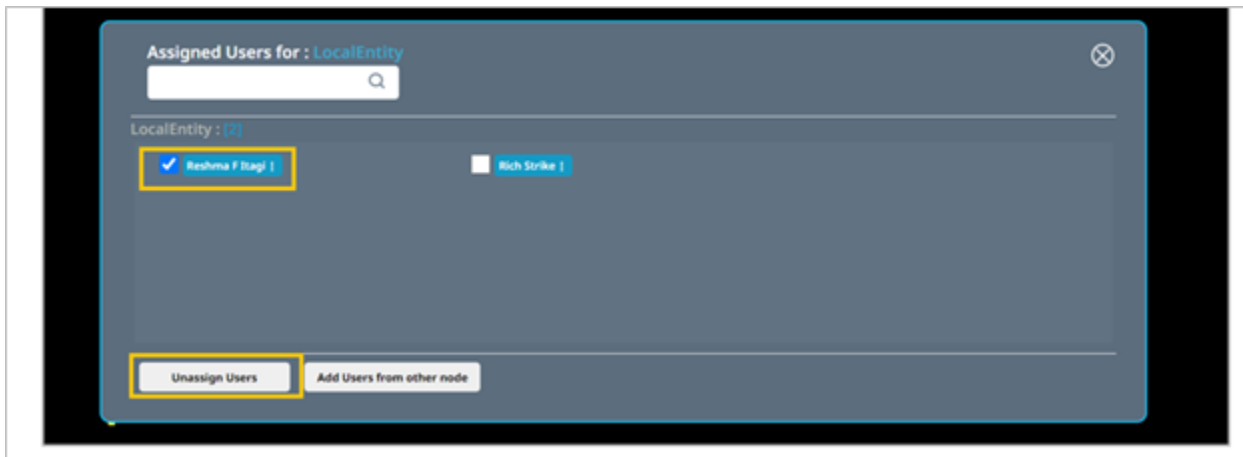 Assigned Users for : LocalEntity
LocalEntity : [2]
Reshma F Itagi |
Rich Strike |
Unassign Users
Add Users from other node